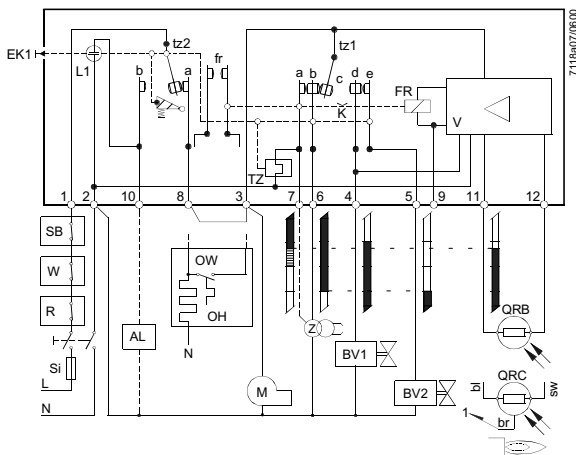 7118a07/0600
EK1
L1
tz2
b
a
fr
tz1
a
b
c
d
e
K
FR
V
TZ
1
2
10
8
3
7
6
4
5
9
11
12
SB
W
R
Si
L
N
AL
OW
OH
N
M
Z
BV1
BV2
QRB
QRC
bl
sw
br
1